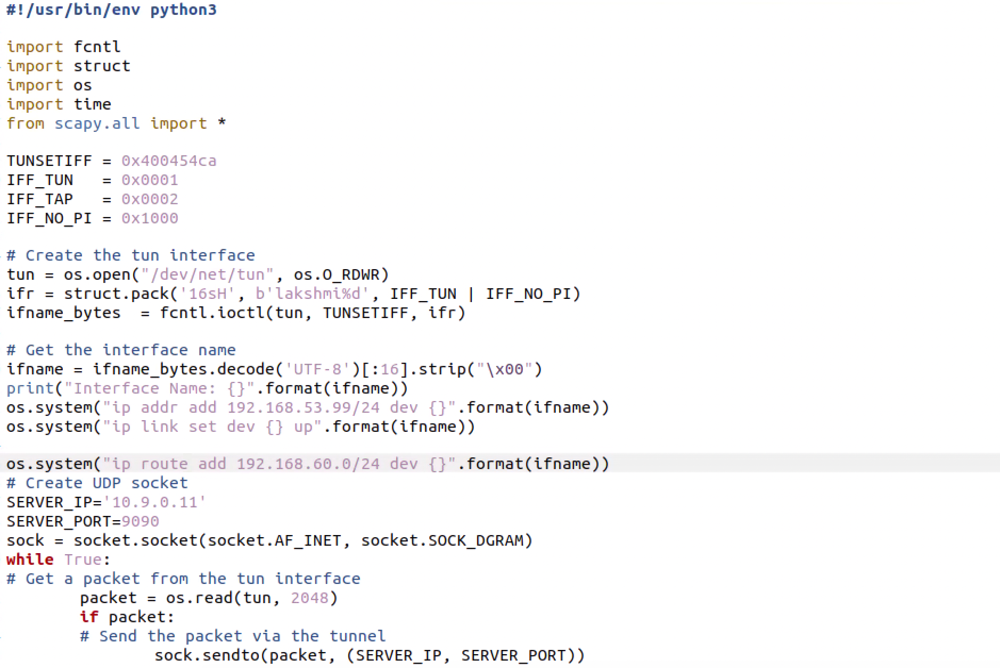 #!/usr/bin/env python3

import fcntl
import struct
import os
import time
from scapy.all import *

TUNSETIFF = 0x400454ca
IFF_TUN   = 0x0001
IFF_TAP   = 0x0002
IFF_NO_PI = 0x1000

# Create the tun interface
tun = os.open("/dev/net/tun", os.O_RDWR)
ifr = struct.pack('16sH', b'lakshmi%d', IFF_TUN | IFF_NO_PI)
ifname_bytes  = fcntl.ioctl(tun, TUNSETIFF, ifr)

# Get the interface name
ifname = ifname_bytes.decode('UTF-8')[:16].strip("\x00")
print("Interface Name: {}".format(ifname))
os.system("ip addr add 192.168.53.99/24 dev {}".format(ifname))
os.system("ip link set dev {} up".format(ifname))

os.system("ip route add 192.168.60.0/24 dev {}".format(ifname))
# Create UDP socket
SERVER_IP='10.9.0.11'
SERVER_PORT=9090
sock = socket.socket(socket.AF_INET, socket.SOCK_DGRAM)
while True:
# Get a packet from the tun interface
        packet = os.read(tun, 2048)
        if packet:
        # Send the packet via the tunnel
                sock.sendto(packet, (SERVER_IP, SERVER_PORT))